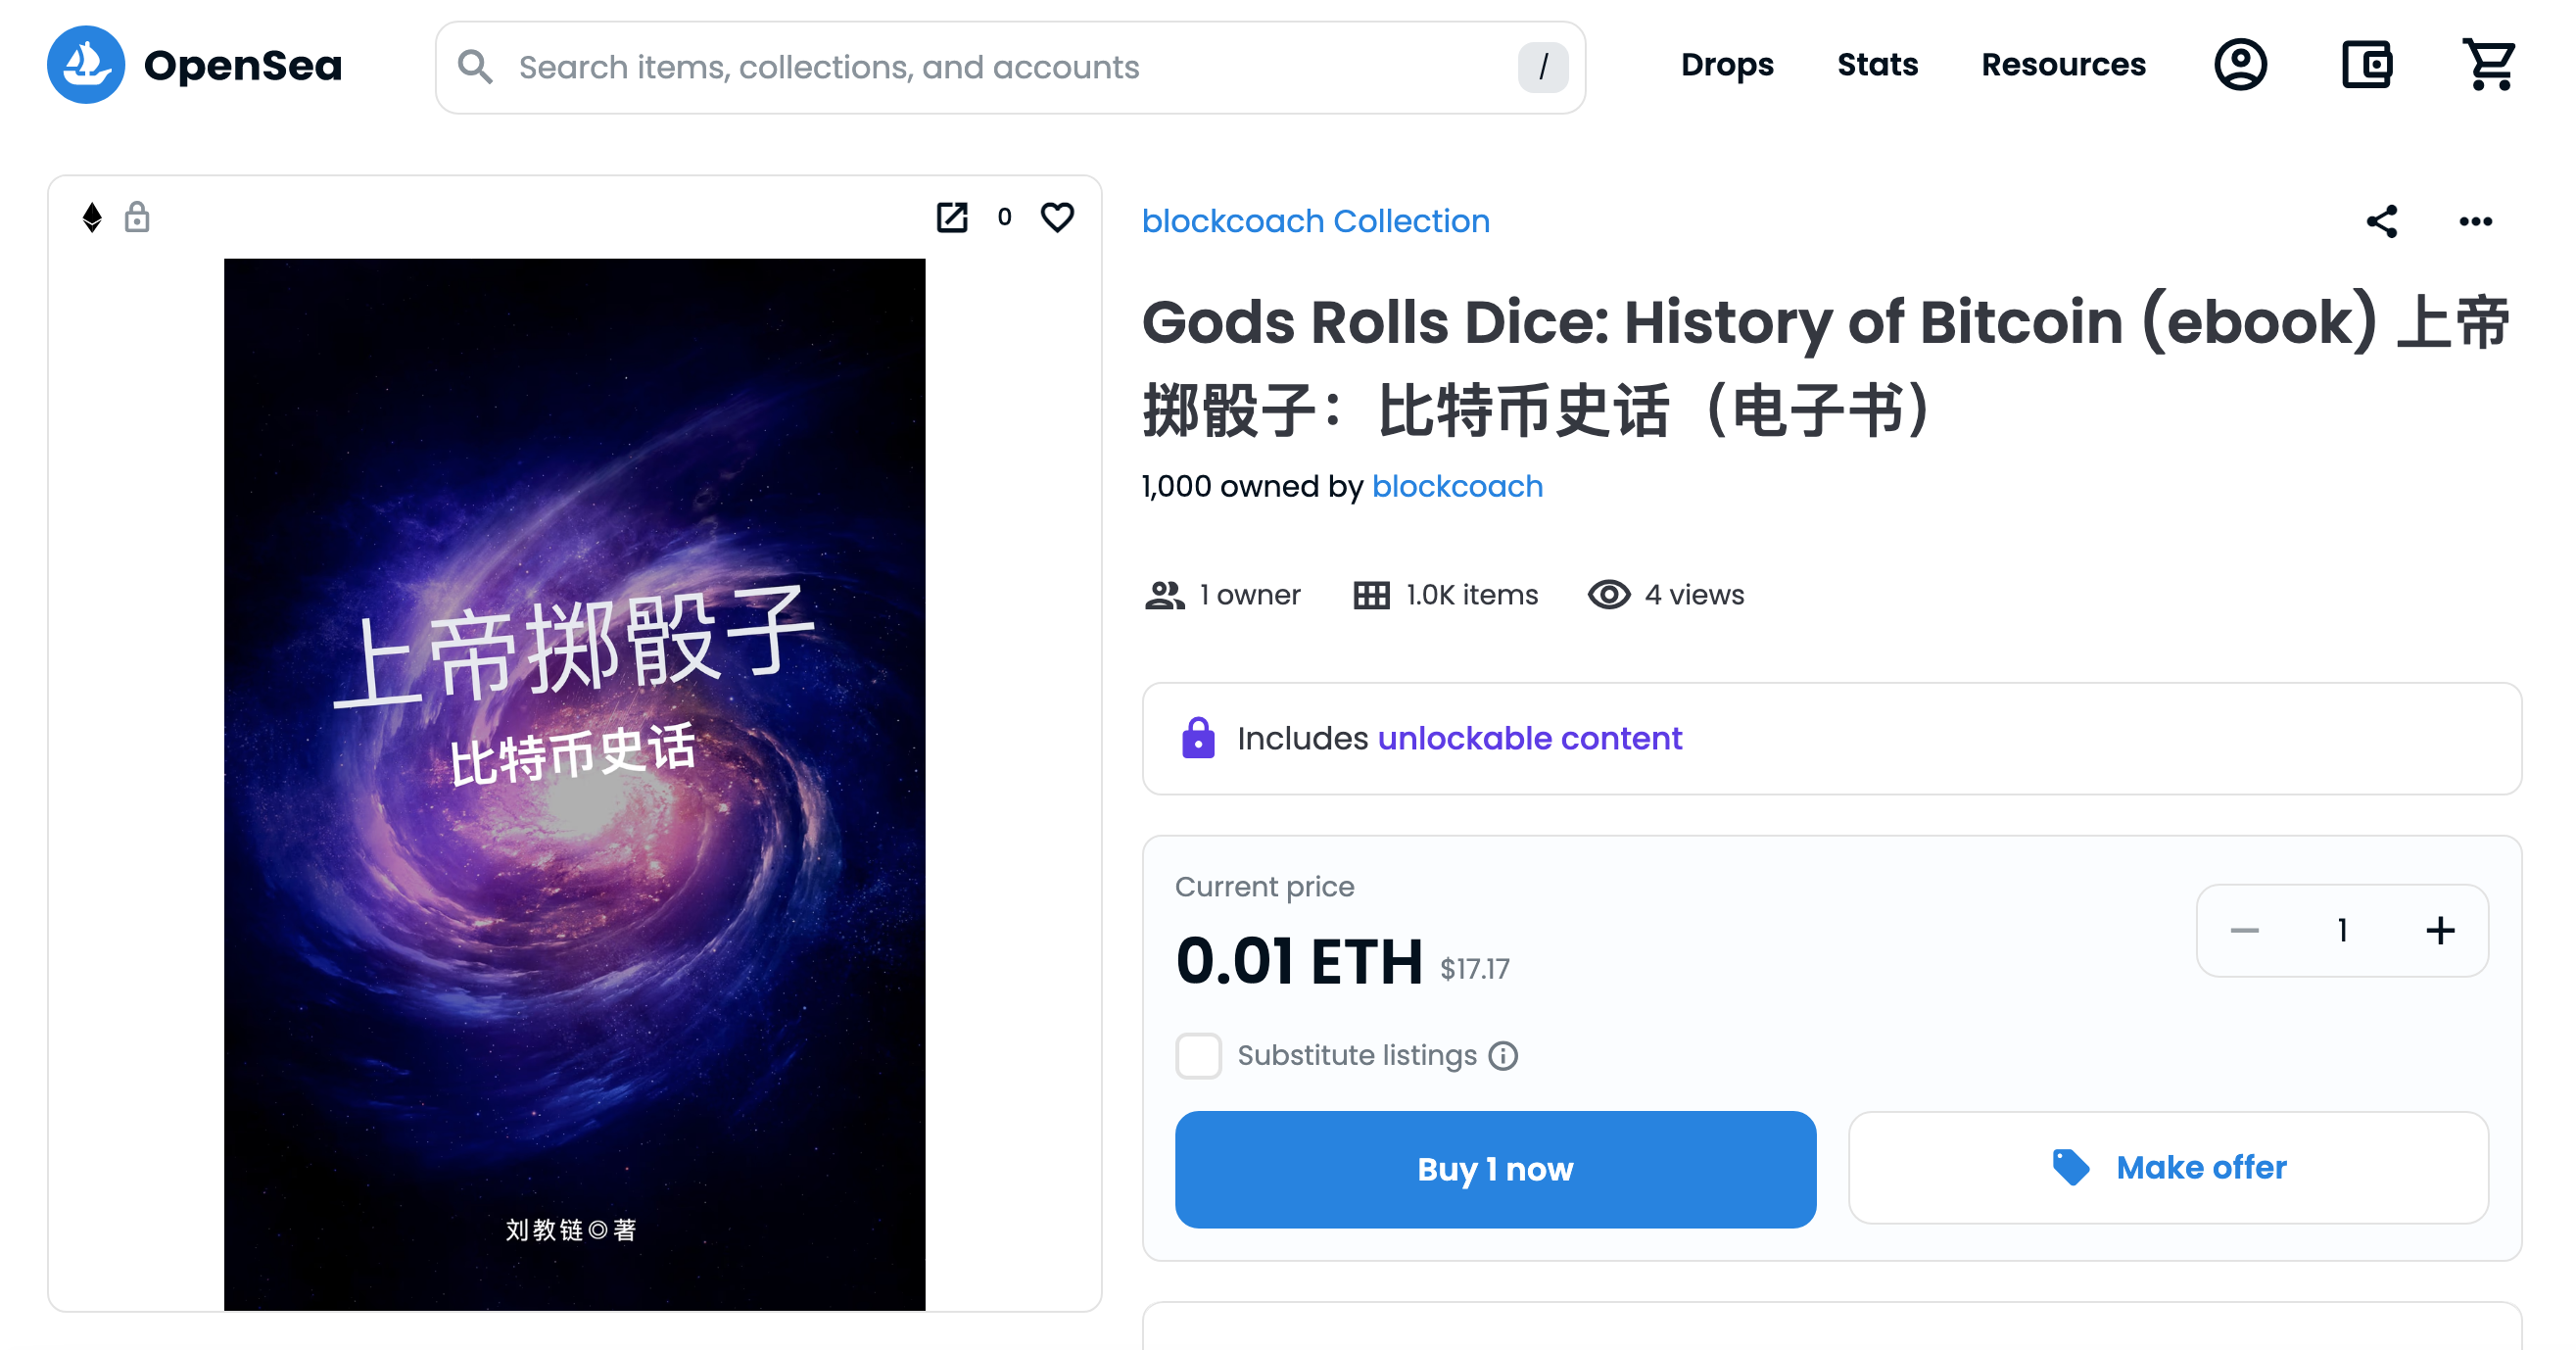 OpenSea
Search items, collections, and accounts
/
Drops
Stats
Resources
0
上帝掷骰子
比特币史话
刘教链◎著
blockcoach Collection
Gods Rolls Dice: History of Bitcoin (ebook) 上帝
掷骰子：比特币史话（电子书）
1,000 owned by blockcoach
1 owner
1.0K items
4 views
Includes unlockable content
Current price
0.01 ETH $17.17
1
Substitute listings
Buy 1 now
Make offer